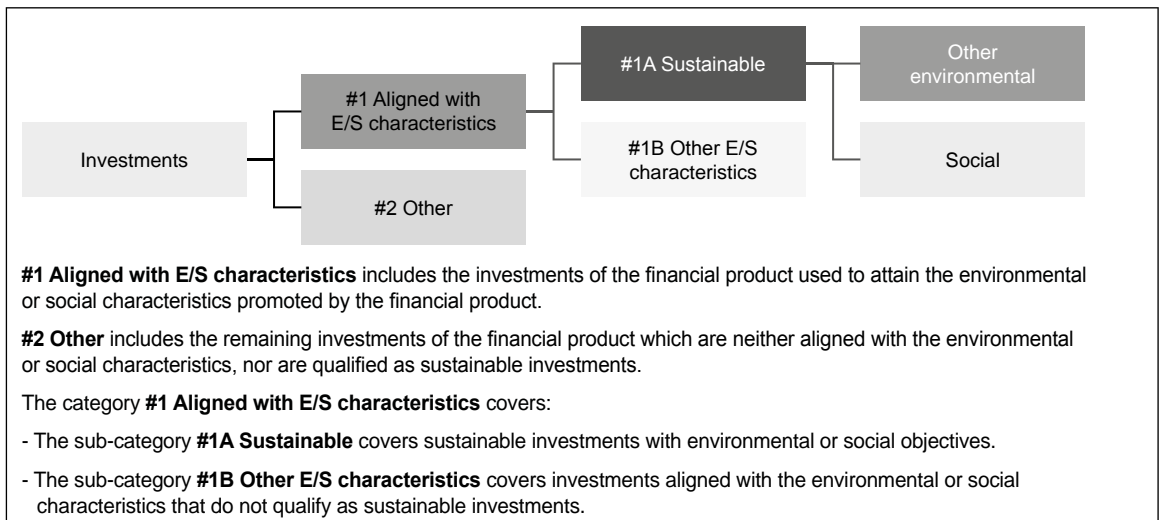 Investments
#1 Aligned with
E/S characteristics
#2 Other
#1A Sustainable
#1B Other E/S
characteristics
Other
environmental
Social
#1 Aligned with E/S characteristics includes the investments of the financial product used to attain the environmental
or social characteristics promoted by the financial product.
#2 Other includes the remaining investments of the financial product which are neither aligned with the environmental
or social characteristics, nor are qualified as sustainable investments.
The category #1 Aligned with E/S characteristics covers:
- The sub-category #1A Sustainable covers sustainable investments with environmental or social objectives.
- The sub-category #1B Other E/S characteristics covers investments aligned with the environmental or social
characteristics that do not qualify as sustainable investments.